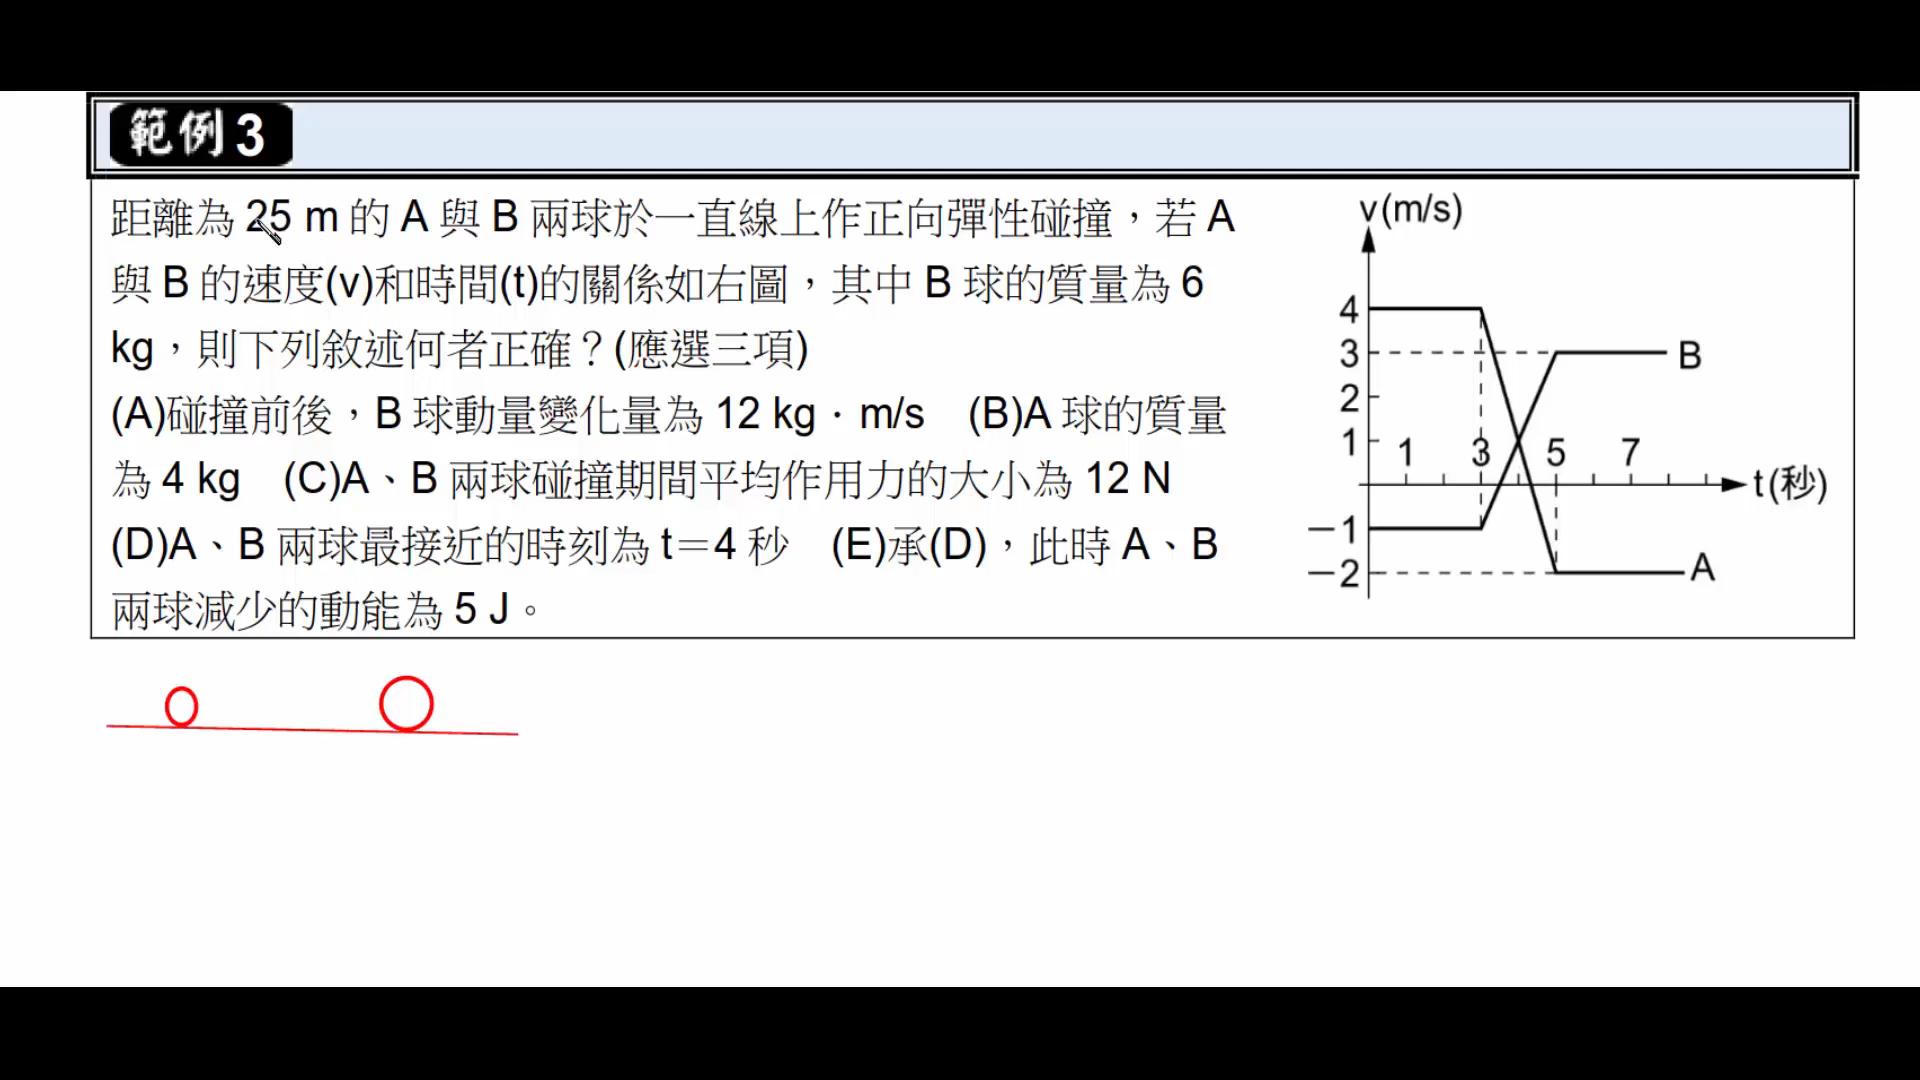 範例 3
距離為 25 m 的 A 與 B 兩球於一直線上作正向彈性碰撞，若 A
與 B 的速度(v)和時間(t)的關係如右圖，其中 B 球的質量為 6
kg，則下列敘述何者正確？(應選三項)
(A)碰撞前後，B 球動量變化量為 12 kg．m/s　(B)A 球的質量
為 4 kg　(C)A、B 兩球碰撞期間平均作用力的大小為 12 N
(D)A、B 兩球最接近的時刻為 t＝4 秒　(E)承(D)，此時 A、B
兩球減少的動能為 5 J。
v(m/s)
4
3
B
2
1
1 3 5 7
t(秒)
－1
－2
A